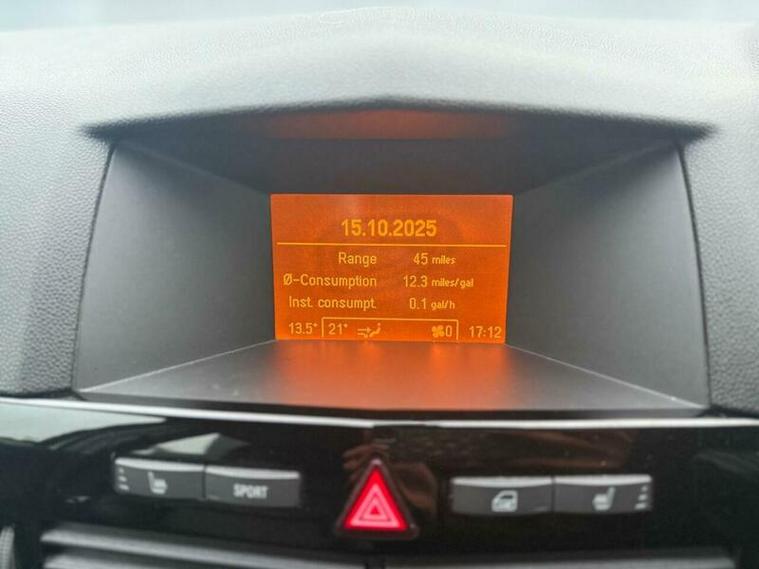 15.10.2025
Range 45 miles
Ø-Consumption 12.3 miles/gal
Inst. consumpt. 0.1 gal/h
13.5° 21° 0 17:12
SPORT